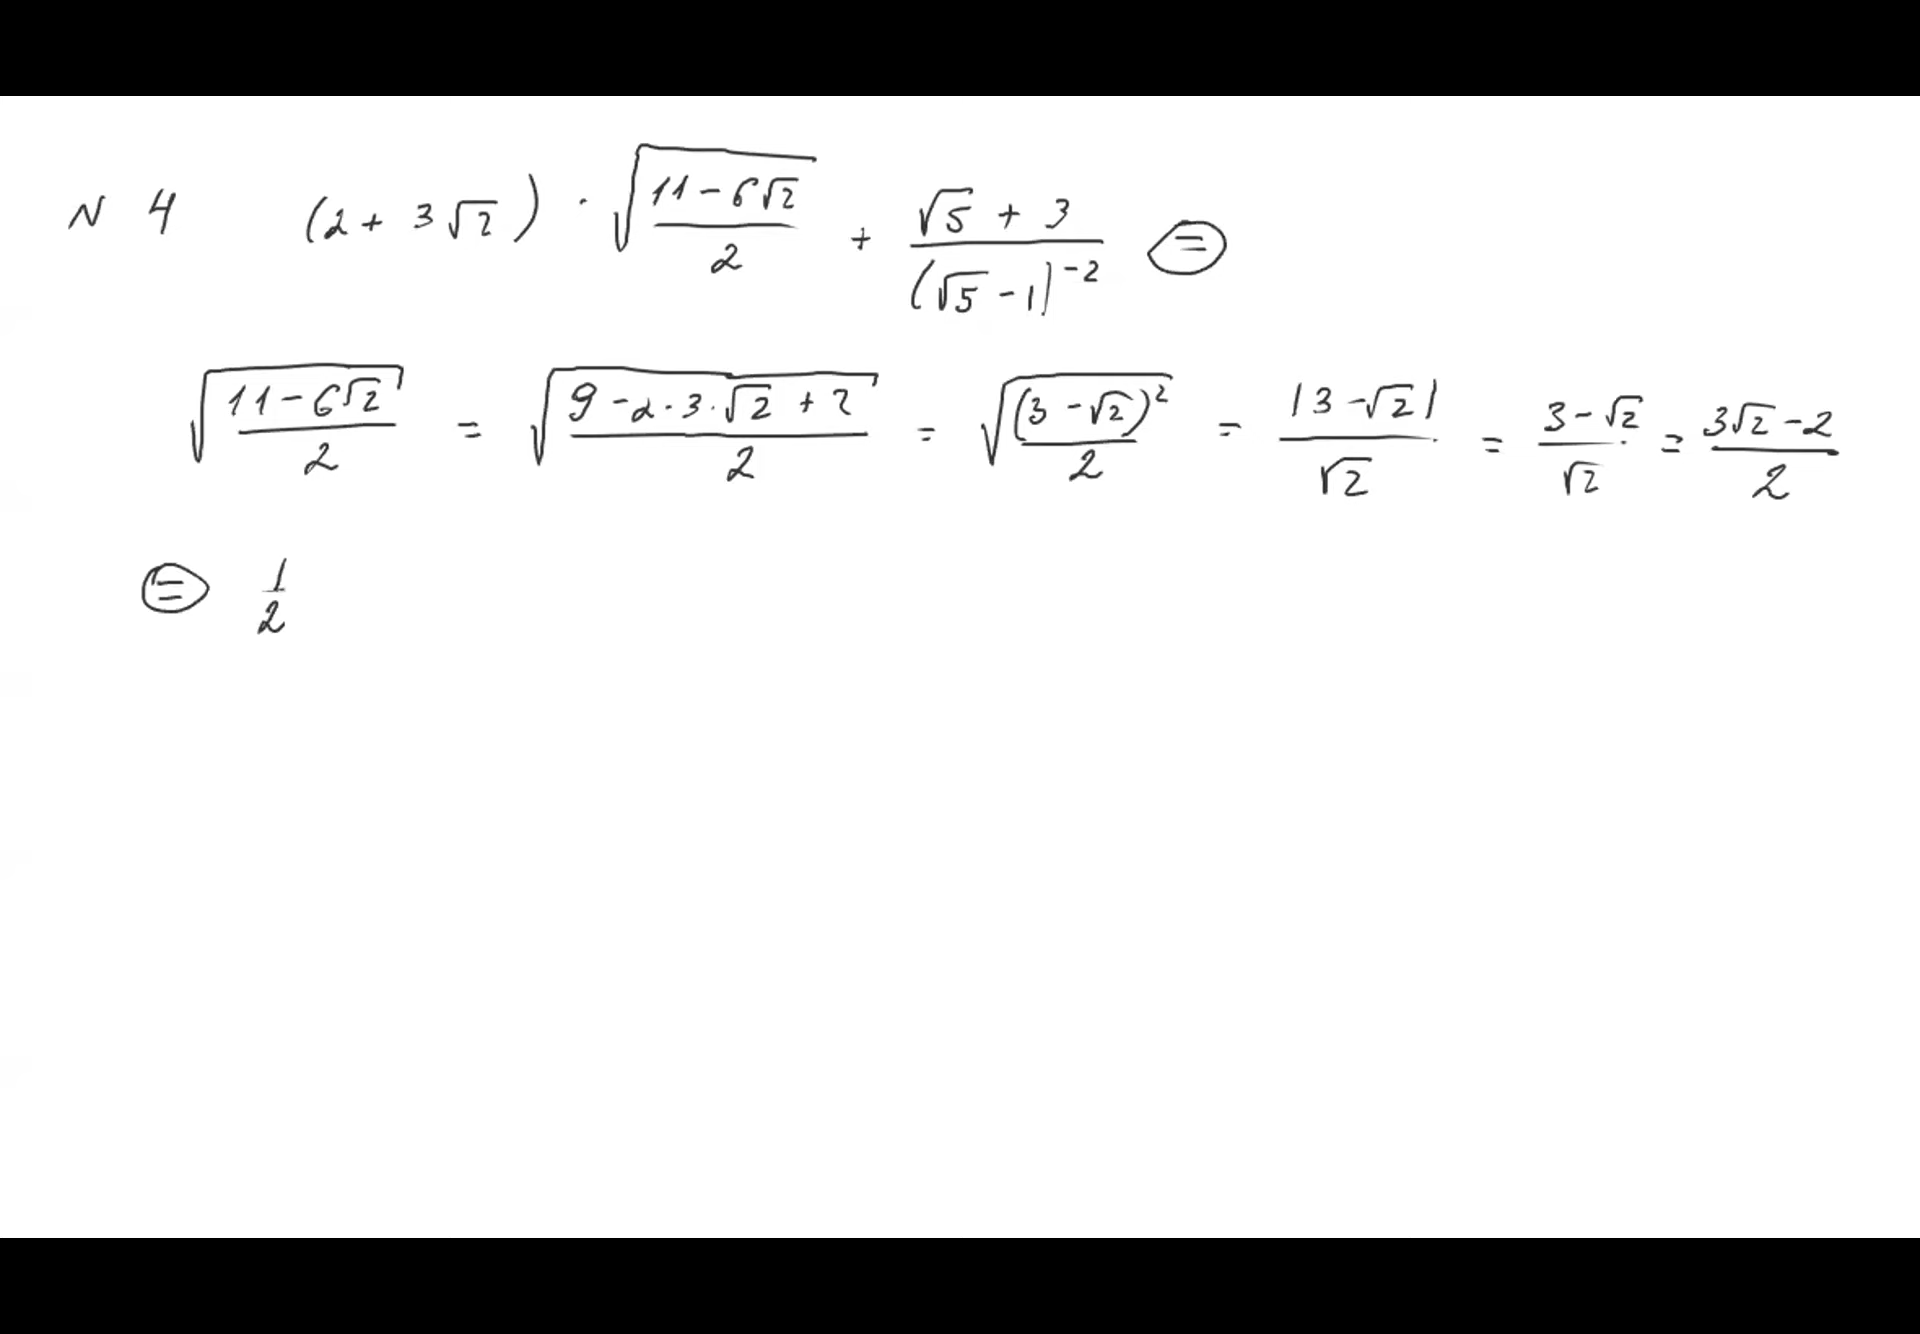 N 4 (2 + 3√2) · √((11 - 6√2)/2) + (√5 + 3)/((√5 - 1)^-2) =
√((11 - 6√2)/2) = √((9 - 2 · 3 · √2 + 2)/2) = √((3 - √2)^2/2) = |3 - √2|/√2 = (3 - √2)/√2 = (3√2 - 2)/2
= 1/2